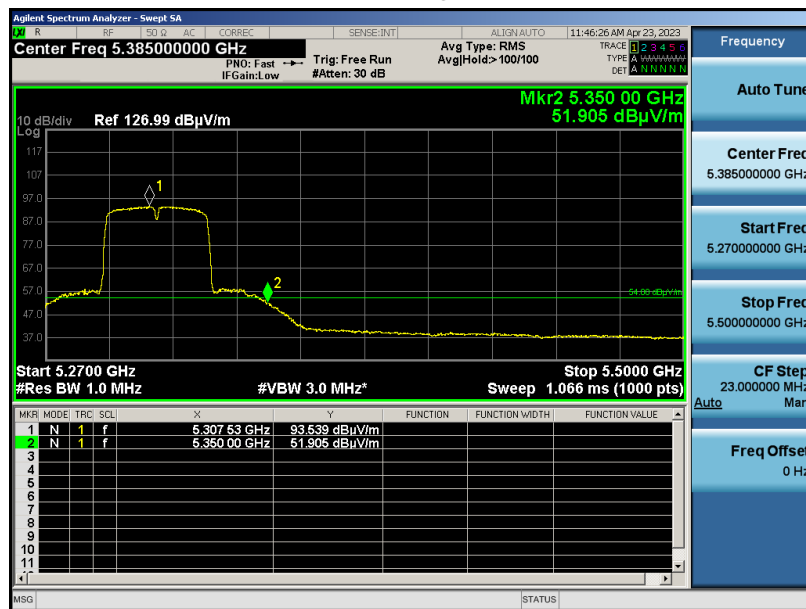 Agilent Spectrum Analyzer - Swept SA
LXI R RF 50 Ω AC CORREC SENSE:INT ALIGN AUTO 11:46:26 AM Apr 23, 2023
Center Freq 5.385000000 GHz
PNO: Fast
IFGain:Low
Trig: Free Run
#Atten: 30 dB
Avg Type: RMS
Avg|Hold:>100/100
TRACE 1 2 3 4 5 6
TYPE A WWWWW
DET A N N N N N
Mkr2 5.350 00 GHz
51.905 dBµV/m
10 dB/div
Log
Ref 126.99 dBµV/m
117
107
97.0
87.0
77.0
67.0
57.0
47.0
37.0
1
2
54.00 dBµV/m
Start 5.2700 GHz
Stop 5.5000 GHz
#Res BW 1.0 MHz
#VBW 3.0 MHz*
Sweep 1.066 ms (1000 pts)
MKR MODE TRC SCL X Y FUNCTION FUNCTION WIDTH FUNCTION VALUE
1 N 1 f 5.307 53 GHz 93.539 dBµV/m
2 N 1 f 5.350 00 GHz 51.905 dBµV/m
3
4
5
6
7
8
9
10
11
MSG
STATUS
Frequency
Auto Tune
Center Freq
5.385000000 GHz
Start Freq
5.270000000 GHz
Stop Freq
5.500000000 GHz
CF Step
23.000000 MHz
Auto Man
Freq Offset
0 Hz